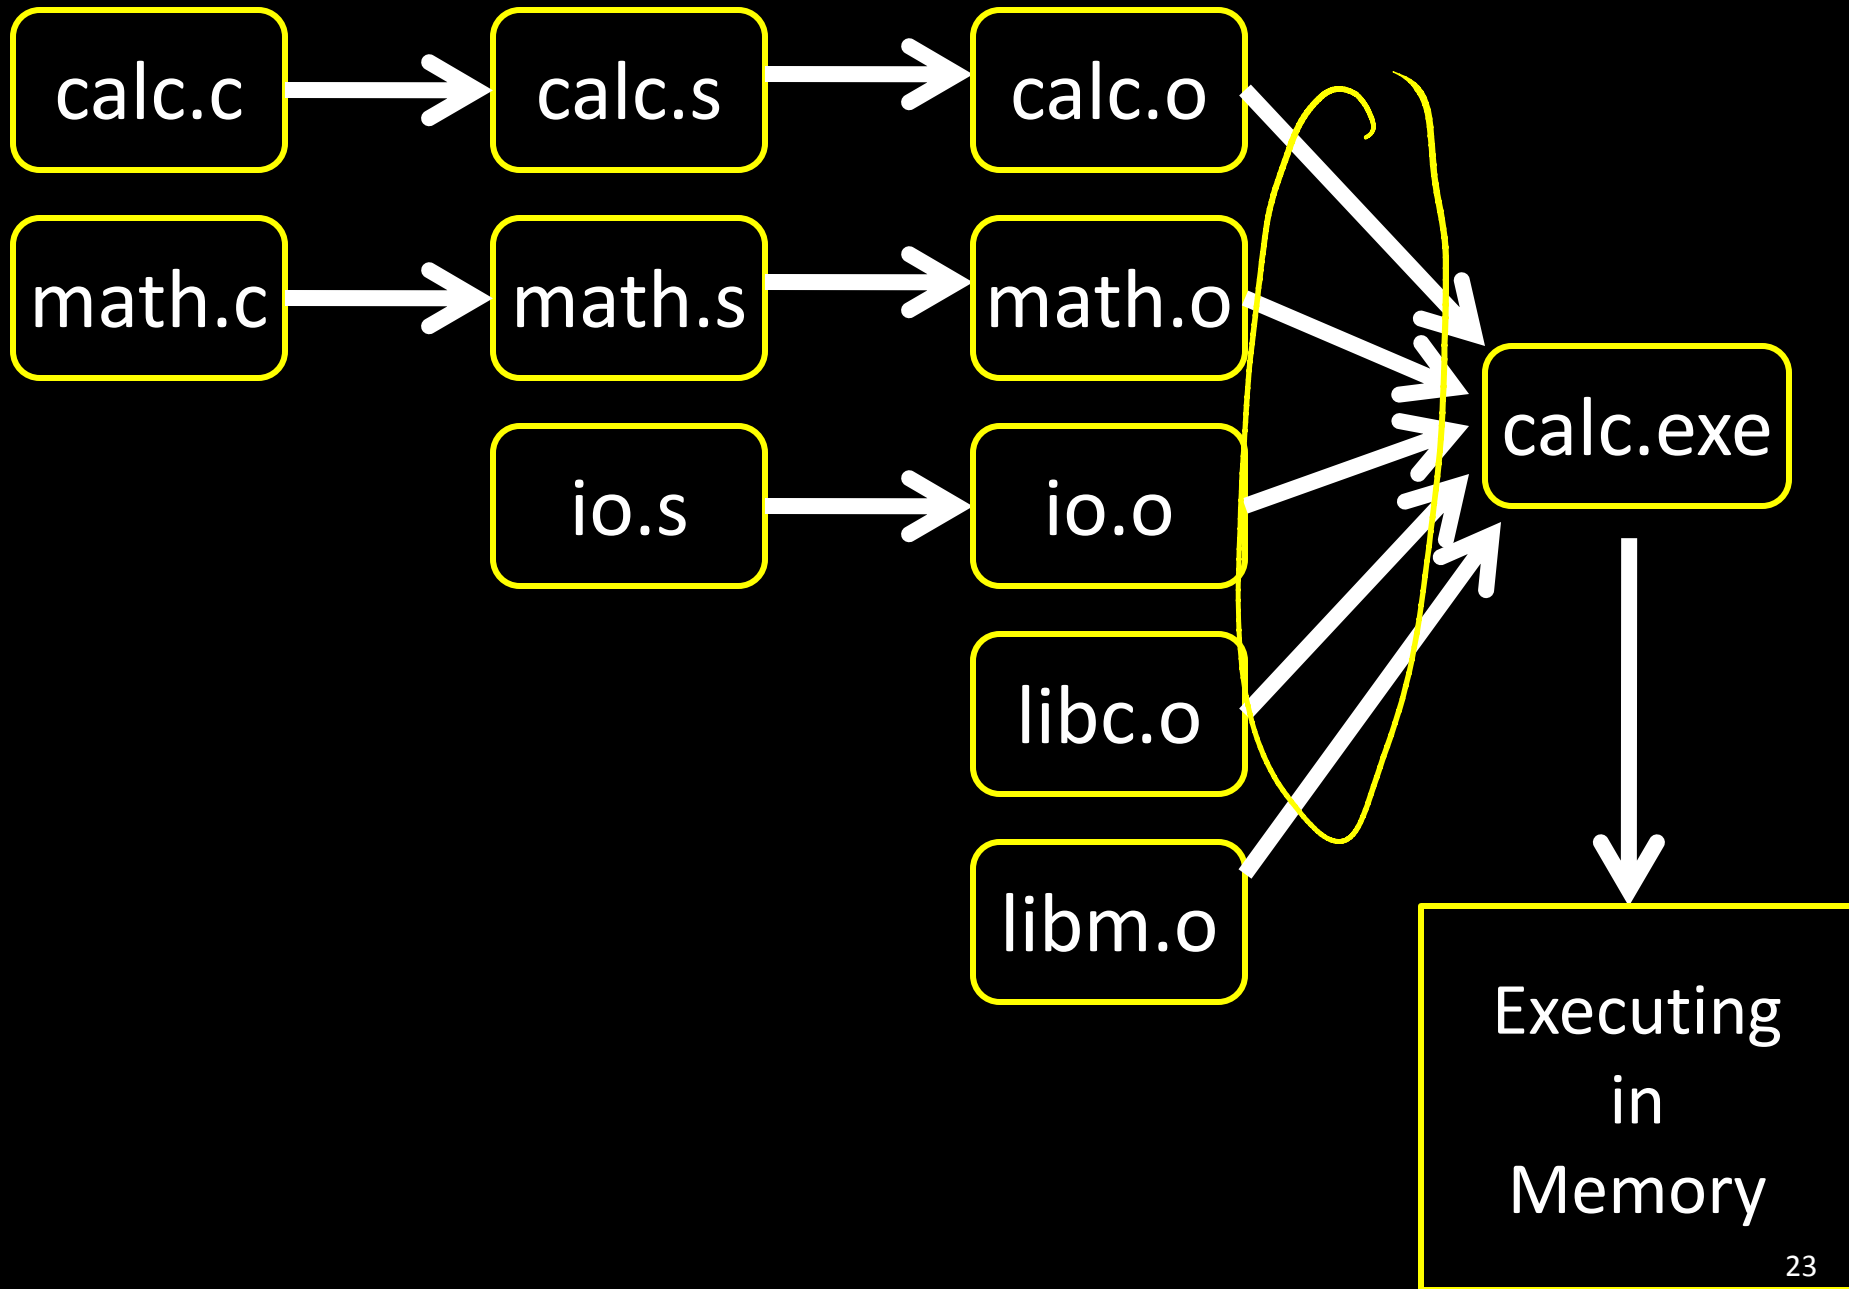 calc.c
calc.s
calc.o
math.c
math.s
math.o
calc.exe
io.s
io.o
libc.o
libm.o
Executing
in
Memory
23